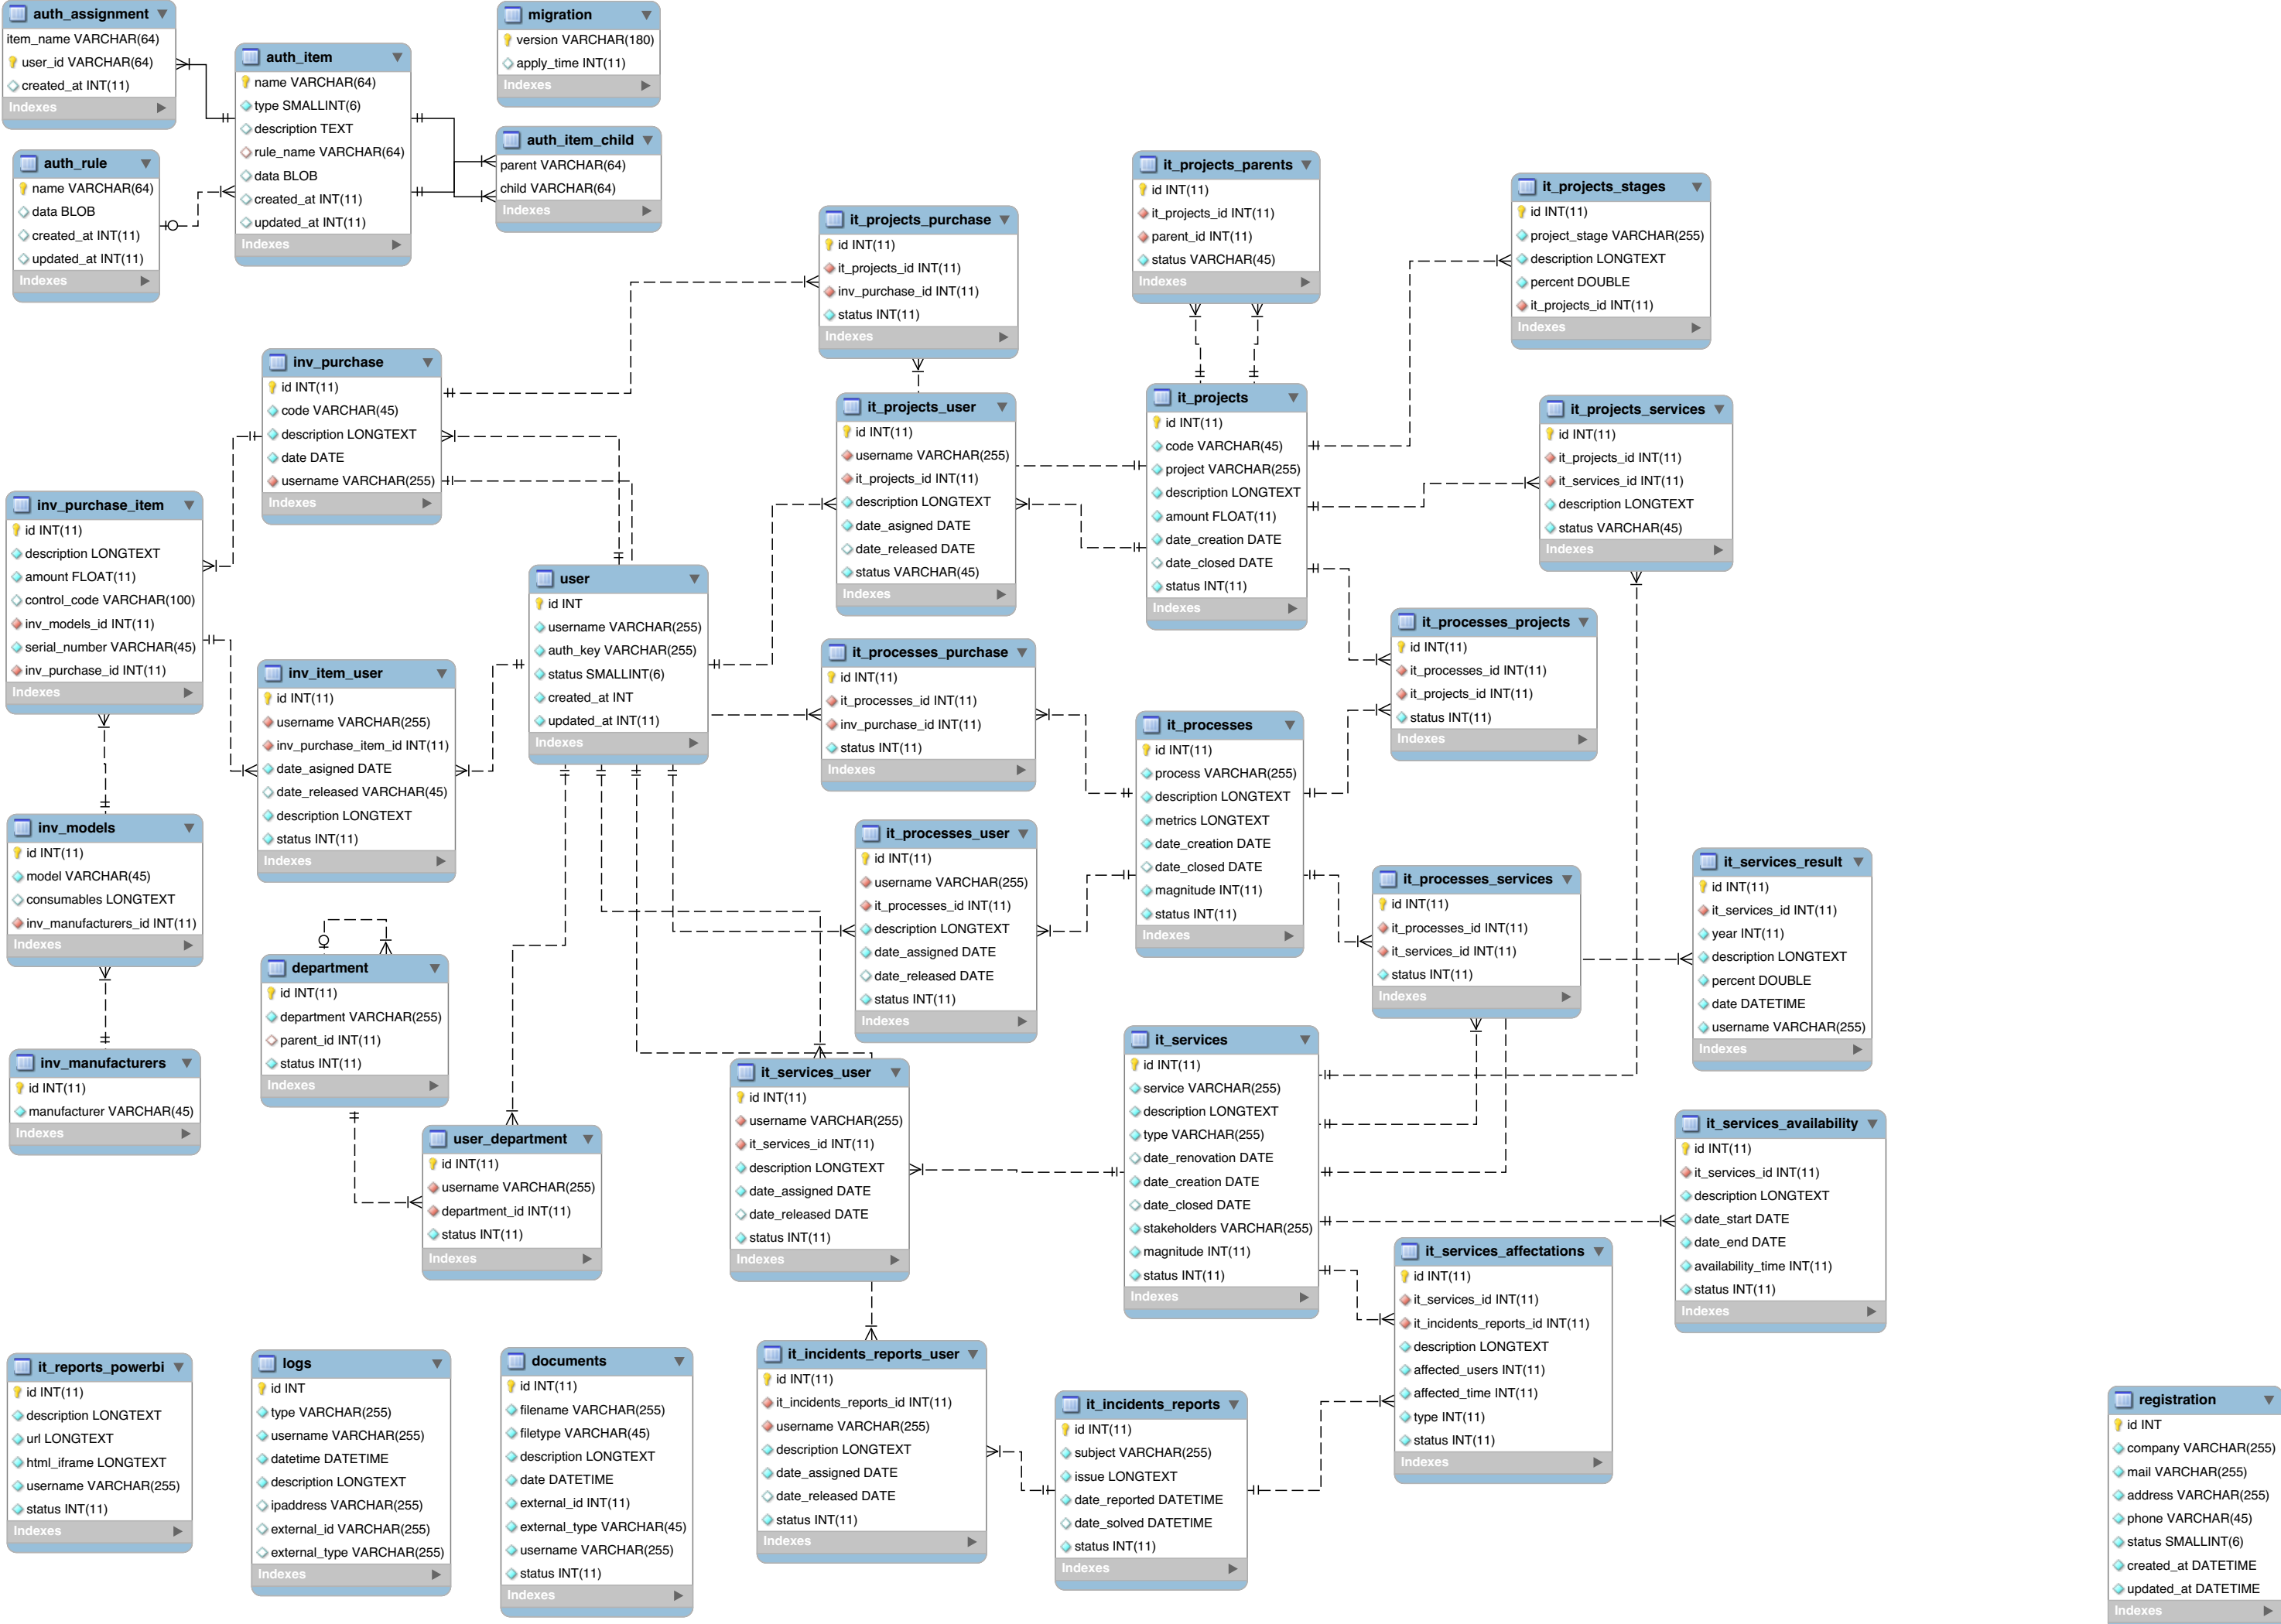 auth_assignment
item_name VARCHAR(64)
user_id VARCHAR(64)
created_at INT(11)
Indexes
auth_item
name VARCHAR(64)
type SMALLINT(6)
description TEXT
rule_name VARCHAR(64)
data BLOB
created_at INT(11)
updated_at INT(11)
Indexes
migration
version VARCHAR(180)
apply_time INT(11)
Indexes
auth_item_child
parent VARCHAR(64)
child VARCHAR(64)
Indexes
auth_rule
name VARCHAR(64)
data BLOB
created_at INT(11)
updated_at INT(11)
Indexes
it_projects_purchase
id INT(11)
it_projects_id INT(11)
inv_purchase_id INT(11)
status INT(11)
Indexes
it_projects_parents
id INT(11)
it_projects_id INT(11)
parent_id INT(11)
status VARCHAR(45)
Indexes
it_projects_stages
id INT(11)
project_stage VARCHAR(255)
description LONGTEXT
percent DOUBLE
it_projects_id INT(11)
Indexes
inv_purchase
id INT(11)
code VARCHAR(45)
description LONGTEXT
date DATE
username VARCHAR(255)
Indexes
it_projects_user
id INT(11)
username VARCHAR(255)
it_projects_id INT(11)
description LONGTEXT
date_asigned DATE
date_released DATE
status VARCHAR(45)
Indexes
it_projects
id INT(11)
code VARCHAR(45)
project VARCHAR(255)
description LONGTEXT
amount FLOAT(11)
date_creation DATE
date_closed DATE
status INT(11)
Indexes
it_projects_services
id INT(11)
it_projects_id INT(11)
it_services_id INT(11)
description LONGTEXT
status VARCHAR(45)
Indexes
inv_purchase_item
id INT(11)
description LONGTEXT
amount FLOAT(11)
control_code VARCHAR(100)
inv_models_id INT(11)
serial_number VARCHAR(45)
inv_purchase_id INT(11)
Indexes
user
id INT
username VARCHAR(255)
auth_key VARCHAR(255)
status SMALLINT(6)
created_at INT
updated_at INT(11)
Indexes
inv_item_user
id INT(11)
username VARCHAR(255)
inv_purchase_item_id INT(11)
date_asigned DATE
date_released VARCHAR(45)
description LONGTEXT
status INT(11)
Indexes
it_processes_purchase
id INT(11)
it_processes_id INT(11)
inv_purchase_id INT(11)
status INT(11)
Indexes
it_processes_projects
id INT(11)
it_processes_id INT(11)
it_projects_id INT(11)
status INT(11)
Indexes
it_processes
id INT(11)
process VARCHAR(255)
description LONGTEXT
metrics LONGTEXT
date_creation DATE
date_closed DATE
magnitude INT(11)
status INT(11)
Indexes
inv_models
id INT(11)
model VARCHAR(45)
consumables LONGTEXT
inv_manufacturers_id INT(11)
Indexes
it_processes_user
id INT(11)
username VARCHAR(255)
it_processes_id INT(11)
description LONGTEXT
date_assigned DATE
date_released DATE
status INT(11)
Indexes
it_processes_services
id INT(11)
it_processes_id INT(11)
it_services_id INT(11)
status INT(11)
Indexes
it_services_result
id INT(11)
it_services_id INT(11)
year INT(11)
description LONGTEXT
percent DOUBLE
date DATETIME
username VARCHAR(255)
Indexes
department
id INT(11)
department VARCHAR(255)
parent_id INT(11)
status INT(11)
Indexes
inv_manufacturers
id INT(11)
manufacturer VARCHAR(45)
Indexes
it_services_user
id INT(11)
username VARCHAR(255)
it_services_id INT(11)
description LONGTEXT
date_assigned DATE
date_released DATE
status INT(11)
Indexes
it_services
id INT(11)
service VARCHAR(255)
description LONGTEXT
type VARCHAR(255)
date_renovation DATE
date_creation DATE
date_closed DATE
stakeholders VARCHAR(255)
magnitude INT(11)
status INT(11)
Indexes
user_department
id INT(11)
username VARCHAR(255)
department_id INT(11)
status INT(11)
Indexes
it_services_availability
id INT(11)
it_services_id INT(11)
description LONGTEXT
date_start DATE
date_end DATE
availability_time INT(11)
status INT(11)
Indexes
it_services_affectations
id INT(11)
it_services_id INT(11)
it_incidents_reports_id INT(11)
description LONGTEXT
affected_users INT(11)
affected_time INT(11)
type INT(11)
status INT(11)
Indexes
it_reports_powerbi
id INT(11)
description LONGTEXT
url LONGTEXT
html_iframe LONGTEXT
username VARCHAR(255)
status INT(11)
Indexes
logs
id INT
type VARCHAR(255)
username VARCHAR(255)
datetime DATETIME
description LONGTEXT
ipaddress VARCHAR(255)
external_id VARCHAR(255)
external_type VARCHAR(255)
Indexes
documents
id INT(11)
filename VARCHAR(255)
filetype VARCHAR(45)
description LONGTEXT
date DATETIME
external_id INT(11)
external_type VARCHAR(45)
username VARCHAR(255)
status INT(11)
Indexes
it_incidents_reports_user
id INT(11)
it_incidents_reports_id INT(11)
username VARCHAR(255)
description LONGTEXT
date_assigned DATE
date_released DATE
status INT(11)
Indexes
it_incidents_reports
id INT(11)
subject VARCHAR(255)
issue LONGTEXT
date_reported DATETIME
date_solved DATETIME
status INT(11)
Indexes
registration
id INT
company VARCHAR(255)
mail VARCHAR(255)
address VARCHAR(255)
phone VARCHAR(45)
status SMALLINT(6)
created_at DATETIME
updated_at DATETIME
Indexes